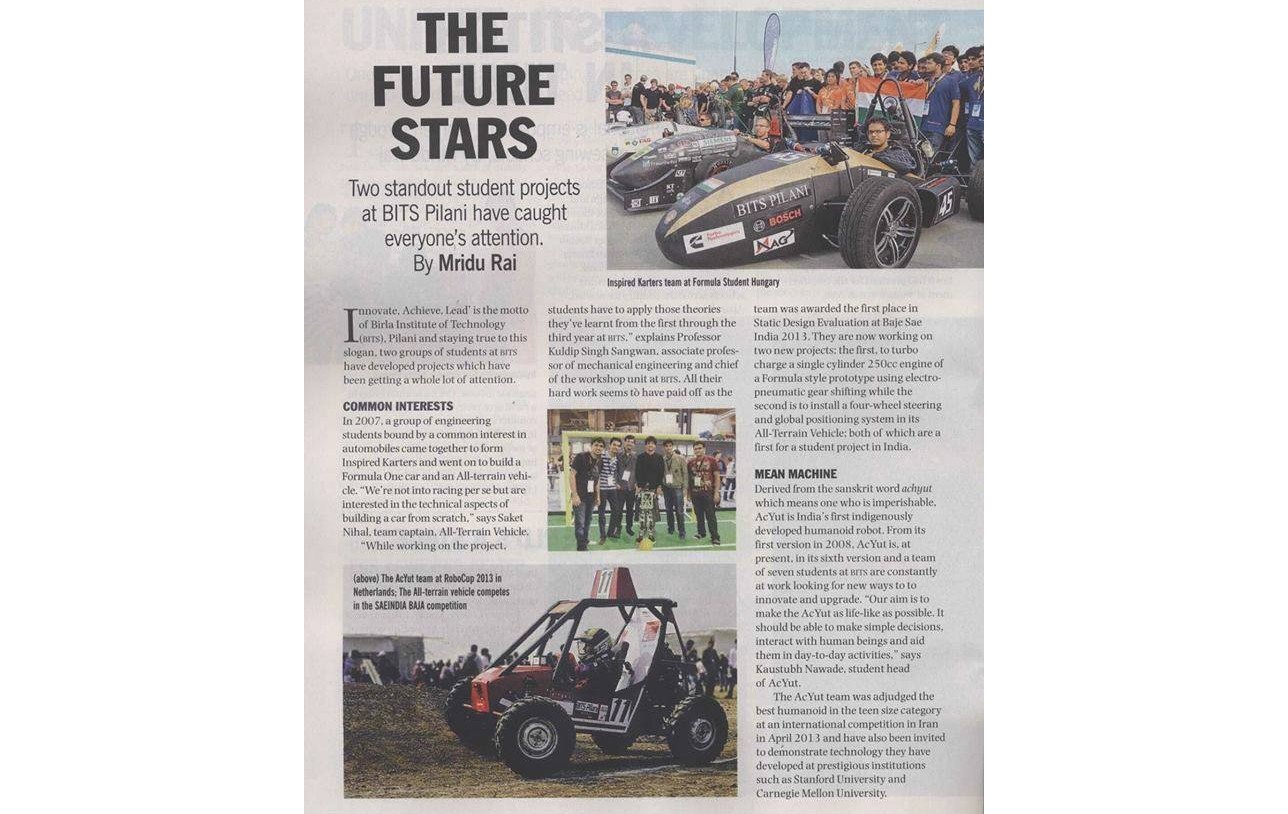 THE
FUTURE
STARS
Two standout student projects
at BITS Pilani have caught
everyone's attention.
By Mridu Rai
BITS PILANI
BOSCH
NAG
45
Inspired Karters team at Formula Student Hungary
Innovate, Achieve, Lead' is the motto
of Birla Institute of Technology
(BITS), Pilani and staying true to this
slogan, two groups of students at BITS
have developed projects which have
been getting a whole lot of attention.
COMMON INTERESTS
In 2007, a group of engineering
students bound by a common interest in
automobiles came together to form
Inspired Karters and went on to build a
Formula One car and an All-terrain vehi-
cle. "We're not into racing per se but are
interested in the technical aspects of
building a car from scratch," says Saket
Nihal, team captain, All-Terrain Vehicle.
"While working on the project,
students have to apply those theories
they've learnt from the first through the
third year at BITS," explains Professor
Kuldip Singh Sangwan, associate profes-
sor of mechanical engineering and chief
of the workshop unit at BITS. All their
hard work seems to have paid off as the
(above) The AcYut team at RoboCup 2013 in
Netherlands; The All-terrain vehicle competes
in the SAEINDIA BAJA competition
11
BITS Pilani
11
team was awarded the first place in
Static Design Evaluation at Baje Sae
India 2013. They are now working on
two new projects; the first, to turbo
charge a single cylinder 250cc engine of
a Formula style prototype using electro-
pneumatic gear shifting while the
second is to install a four-wheel steering
and global positioning system in its
All-Terrain Vehicle; both of which are a
first for a student project in India.
MEAN MACHINE
Derived from the sanskrit word achyut
which means one who is imperishable,
AcYut is India's first indigenously
developed humanoid robot. From its
first version in 2008, AcYut is, at
present, in its sixth version and a team
of seven students at BITS are constantly
at work looking for new ways to to
innovate and upgrade. "Our aim is to
make the AcYut as life-like as possible. It
should be able to make simple decisions,
interact with human beings and aid
them in day-to-day activities," says
Kaustubh Nawade, student head
of AcYut.
The AcYut team was adjudged the
best humanoid in the teen size category
at an international competition in Iran
in April 2013 and have also been invited
to demonstrate technology they have
developed at prestigious institutions
such as Stanford University and
Carnegie Mellon University.